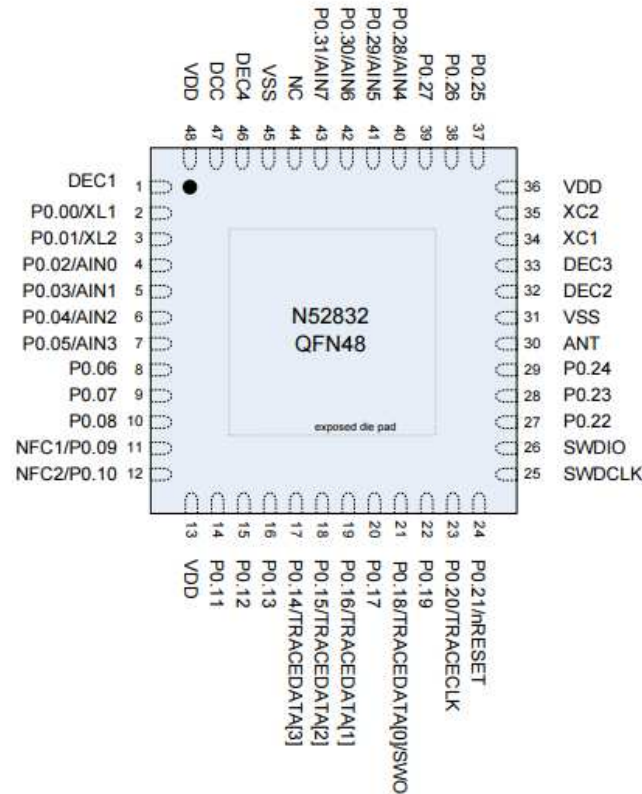 P0.31/AIN7
P0.30/AIN6
P0.29/AIN5
P0.28/AIN4
P0.27
P0.26
P0.25
VDD
DCC
DEC4
VSS
NC
48
47
46
45
44
43
42
41
40
39
38
37
DEC1 1
P0.00/XL1 2
P0.01/XL2 3
P0.02/AIN0 4
P0.03/AIN1 5
P0.04/AIN2 6
P0.05/AIN3 7
P0.06 8
P0.07 9
P0.08 10
NFC1/P0.09 11
NFC2/P0.10 12
N52832
QFN48
exposed die pad
36 VDD
35 XC2
34 XC1
33 DEC3
32 DEC2
31 VSS
30 ANT
29 P0.24
28 P0.23
27 P0.22
26 SWDIO
25 SWDCLK
13 VDD
14 P0.11
15 P0.12
16 P0.13
17 P0.14/TRACEDATA[3]
18 P0.15/TRACEDATA[2]
19 P0.16/TRACEDATA[1]
20 P0.17
21 P0.18/TRACEDATA[0]/SWO
22 P0.19
23 P0.20/TRACECLK
24 P0.21/nRESET